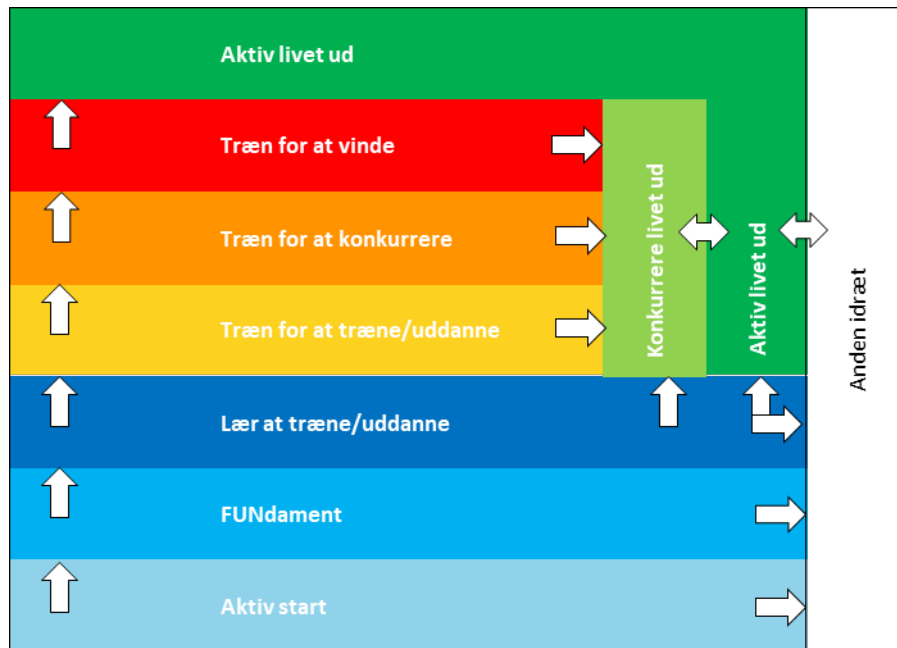 Aktiv livet ud
Træn for at vinde
Træn for at konkurrere
Træn for at træne/uddanne
Lær at træne/uddanne
FUNdament
Aktiv start
Konkurrere livet ud
Aktiv livet ud
Anden idræt